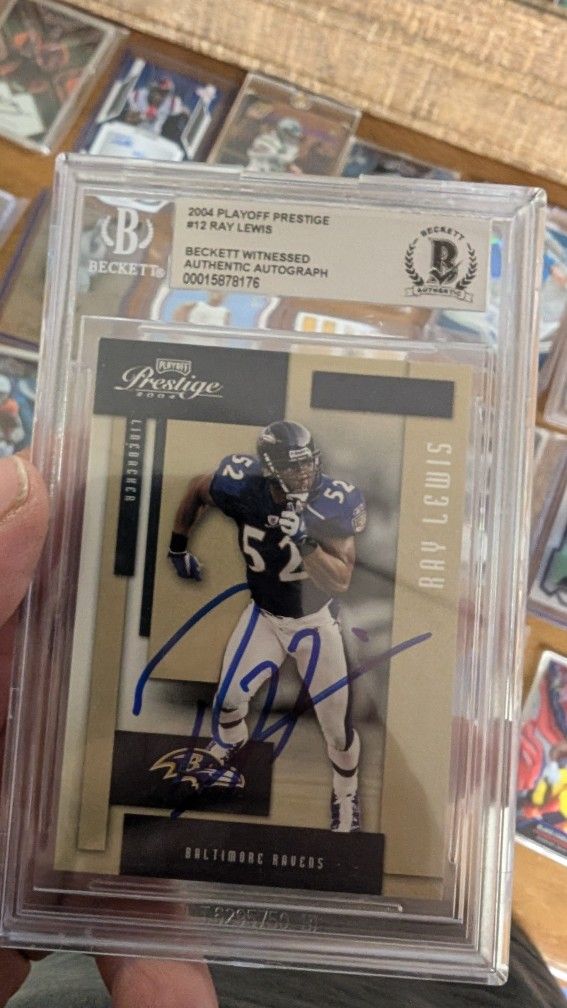 2004 PLAYOFF PRESTIGE
#12 RAY LEWIS
BECKETT WITNESSED
AUTHENTIC AUTOGRAPH
00015878176
B
BECKETT®
BECKETT
B
AUTHENTIC
PLAYOFF
Prestige
2004
LINEBACKER
RAY LEWIS
52
52
52
B
BALTIMORE RAVENS